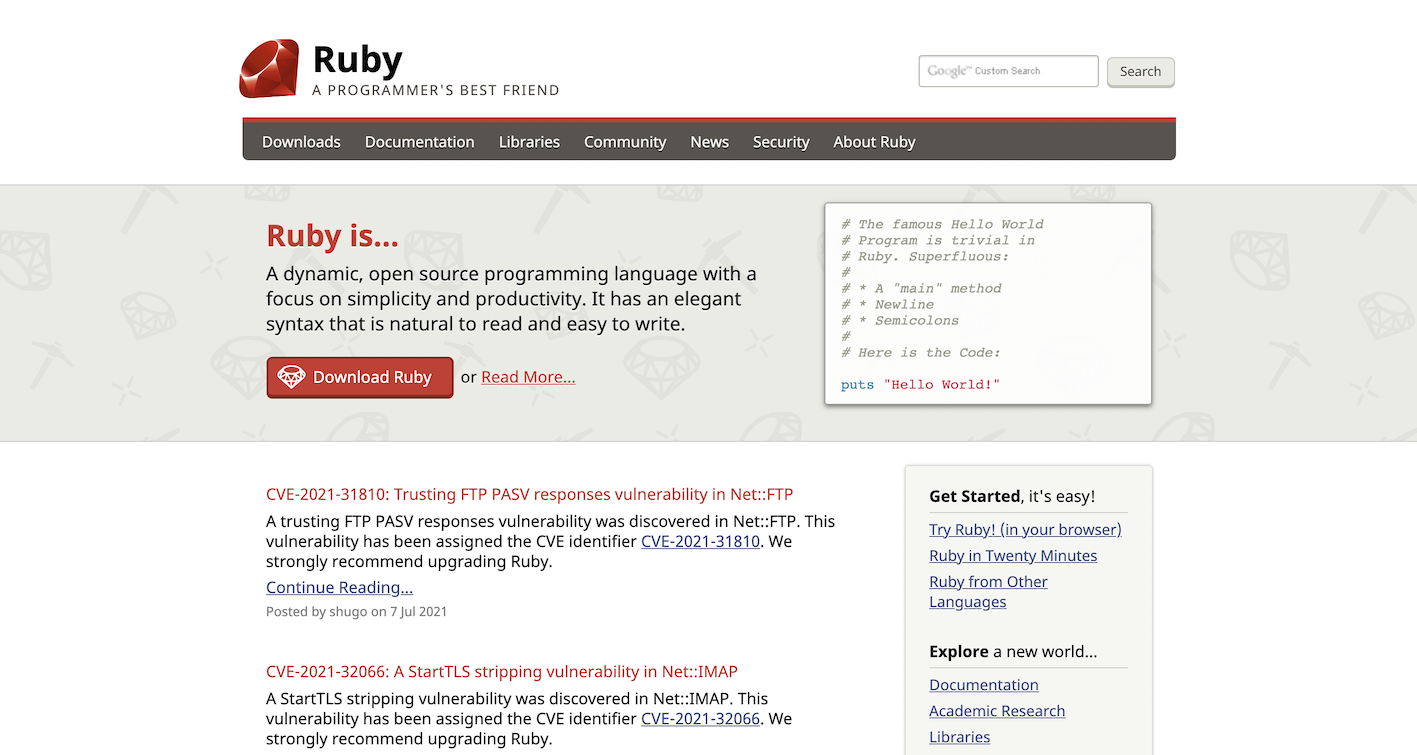 Ruby
A PROGRAMMER'S BEST FRIEND
Google™ Custom Search
Search
Downloads Documentation Libraries Community News Security About Ruby
Ruby is...
A dynamic, open source programming language with a
focus on simplicity and productivity. It has an elegant
syntax that is natural to read and easy to write.
Download Ruby or Read More...
# The famous Hello World
# Program is trivial in
# Ruby. Superfluous:
#
# * A "main" method
# * Newline
# * Semicolons
#
# Here is the Code:
puts "Hello World!"
CVE-2021-31810: Trusting FTP PASV responses vulnerability in Net::FTP
A trusting FTP PASV responses vulnerability was discovered in Net::FTP. This
vulnerability has been assigned the CVE identifier CVE-2021-31810. We
strongly recommend upgrading Ruby.
Continue Reading...
Posted by shugo on 7 Jul 2021
CVE-2021-32066: A StartTLS stripping vulnerability in Net::IMAP
A StartTLS stripping vulnerability was discovered in Net::IMAP. This
vulnerability has been assigned the CVE identifier CVE-2021-32066. We
strongly recommend upgrading Ruby.
Get Started, it's easy!
Try Ruby! (in your browser)
Ruby in Twenty Minutes
Ruby from Other
Languages
Explore a new world...
Documentation
Academic Research
Libraries